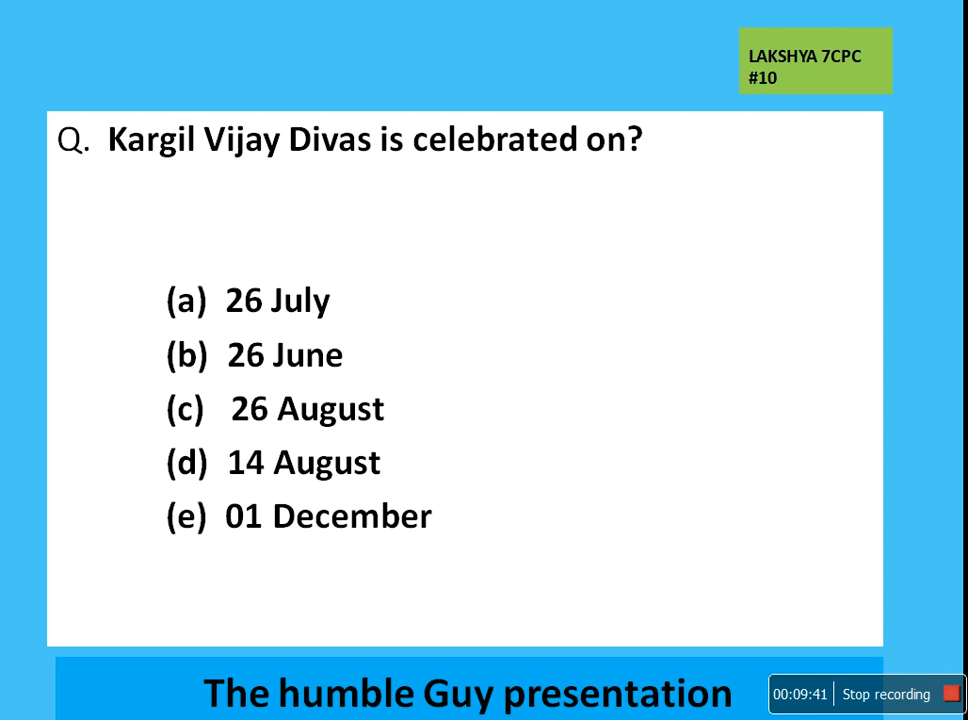 LAKSHYA 7CPC
#10
Q. Kargil Vijay Divas is celebrated on?
(a) 26 July
(b) 26 June
(c) 26 August
(d) 14 August
(e) 01 December
The humble Guy presentation
00:09:41 Stop recording